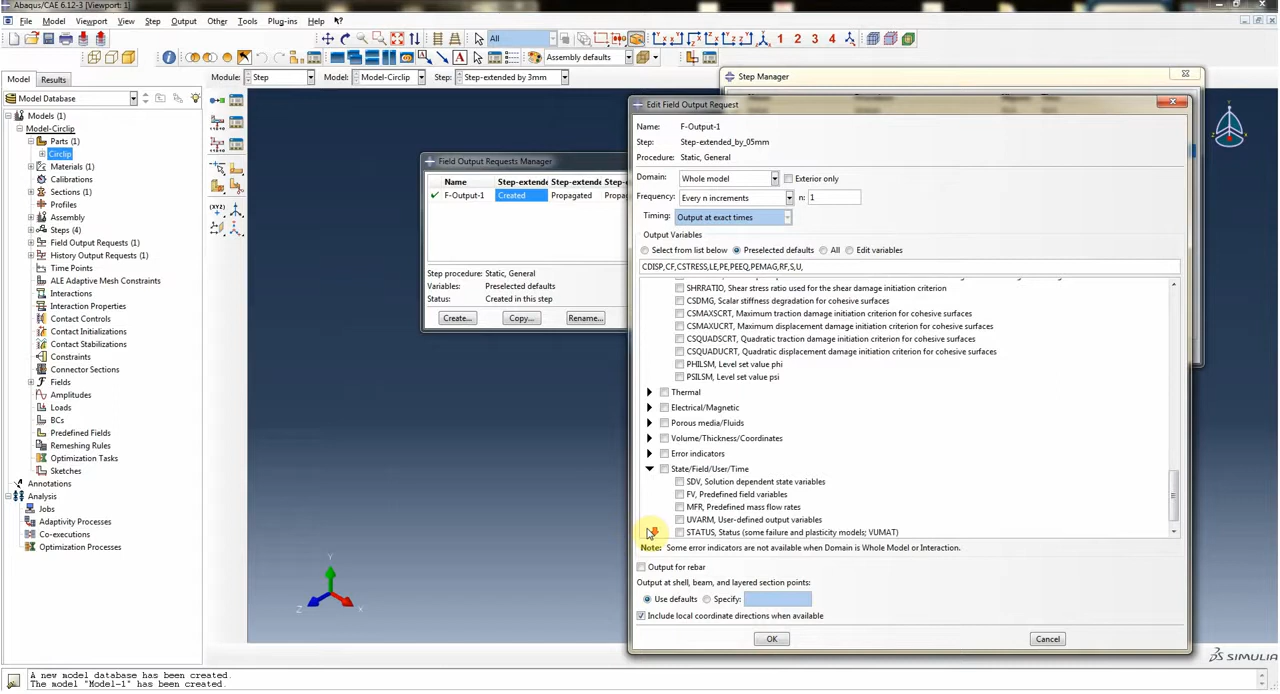 Abaqus/CAE 6.12-3 [Viewport: 1]
File Model Viewport View Step Output Other Tools Plug-ins Help
All
1 2 3 4
Assembly defaults
Model Results Module: Step Model: Model-Circlip Step: Step-extended by 3mm
Model Database
Models (1)
Model-Circlip
Parts (1)
Circlip
Materials (1)
Calibrations
Sections (1)
Profiles
Assembly
Steps (4)
Field Output Requests (1)
History Output Requests (1)
Time Points
ALE Adaptive Mesh Constraints
Interactions
Interaction Properties
Contact Controls
Contact Initializations
Contact Stabilizations
Constraints
Connector Sections
Fields
Amplitudes
Loads
BCs
Predefined Fields
Remeshing Rules
Optimization Tasks
Sketches
Annotations
Analysis
Jobs
Adaptivity Processes
Co-executions
Optimization Processes
Step Manager
Field Output Requests Manager
Name Step-extende Step-extende Step-
F-Output-1 Created Propagated Propa
Step procedure: Static, General
Variables: Preselected defaults
Status: Created in this step
Create... Copy... Rename...
Edit Field Output Request
Name: F-Output-1
Step: Step-extended_by_05mm
Procedure: Static, General
Domain: Whole model Exterior only
Frequency: Every n increments n: 1
Timing: Output at exact times
Output Variables
Select from list below Preselected defaults All Edit variables
CDISP,CF,CSTRESS,LE,PE,PEEQ,PEMAG,RF,S,U,
SHRRATIO, Shear stress ratio used for the shear damage initiation criterion
CSDMG, Scalar stiffness degradation for cohesive surfaces
CSMAXSCRT, Maximum traction damage initiation criterion for cohesive surfaces
CSMAXUCRT, Maximum displacement damage initiation criterion for cohesive surfaces
CSQUADSCRT, Quadratic traction damage initiation criterion for cohesive surfaces
CSQUADUCRT, Quadratic displacement damage initiation criterion for cohesive surfaces
PHILSM, Level set value phi
PSILSM, Level set value psi
Thermal
Electrical/Magnetic
Porous media/Fluids
Volume/Thickness/Coordinates
Error indicators
State/Field/User/Time
SDV, Solution dependent state variables
FV, Predefined field variables
MFR, Predefined mass flow rates
UVARM, User-defined output variables
STATUS, Status (some failure and plasticity models; VUMAT)
Note: Some error indicators are not available when Domain is Whole Model or Interaction.
Output for rebar
Output at shell, beam, and layered section points:
Use defaults Specify:
Include local coordinate directions when available
OK Cancel
Y
Z X
SIMULIA
A new model database has been created.
The model "Model-1" has been created.